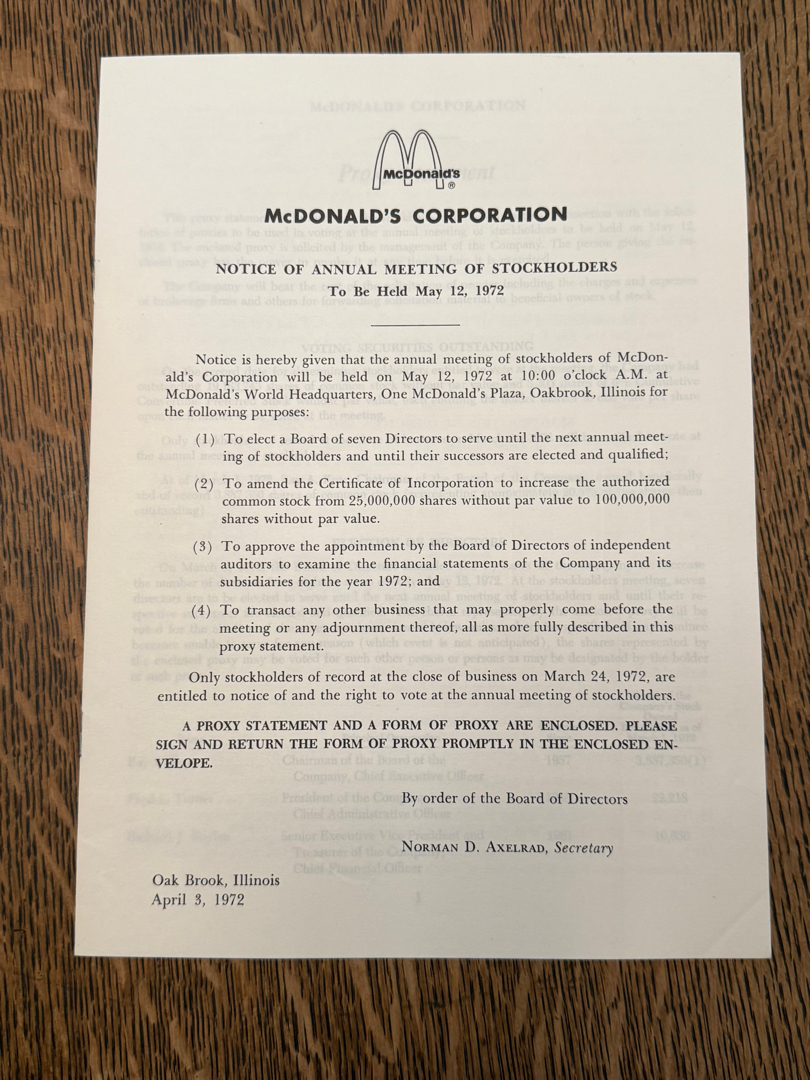 McDonald's
®
McDONALD'S CORPORATION
NOTICE OF ANNUAL MEETING OF STOCKHOLDERS
To Be Held May 12, 1972
Notice is hereby given that the annual meeting of stockholders of McDon-
ald's Corporation will be held on May 12, 1972 at 10:00 o'clock A.M. at
McDonald's World Headquarters, One McDonald's Plaza, Oakbrook, Illinois for
the following purposes:
(1) To elect a Board of seven Directors to serve until the next annual meet-
ing of stockholders and until their successors are elected and qualified;
(2) To amend the Certificate of Incorporation to increase the authorized
common stock from 25,000,000 shares without par value to 100,000,000
shares without par value.
(3) To approve the appointment by the Board of Directors of independent
auditors to examine the financial statements of the Company and its
subsidiaries for the year 1972; and
(4) To transact any other business that may properly come before the
meeting or any adjournment thereof, all as more fully described in this
proxy statement.
Only stockholders of record at the close of business on March 24, 1972, are
entitled to notice of and the right to vote at the annual meeting of stockholders.
A PROXY STATEMENT AND A FORM OF PROXY ARE ENCLOSED. PLEASE
SIGN AND RETURN THE FORM OF PROXY PROMPTLY IN THE ENCLOSED EN-
VELOPE.
By order of the Board of Directors
NORMAN D. AXELRAD, Secretary
Oak Brook, Illinois
April 3, 1972